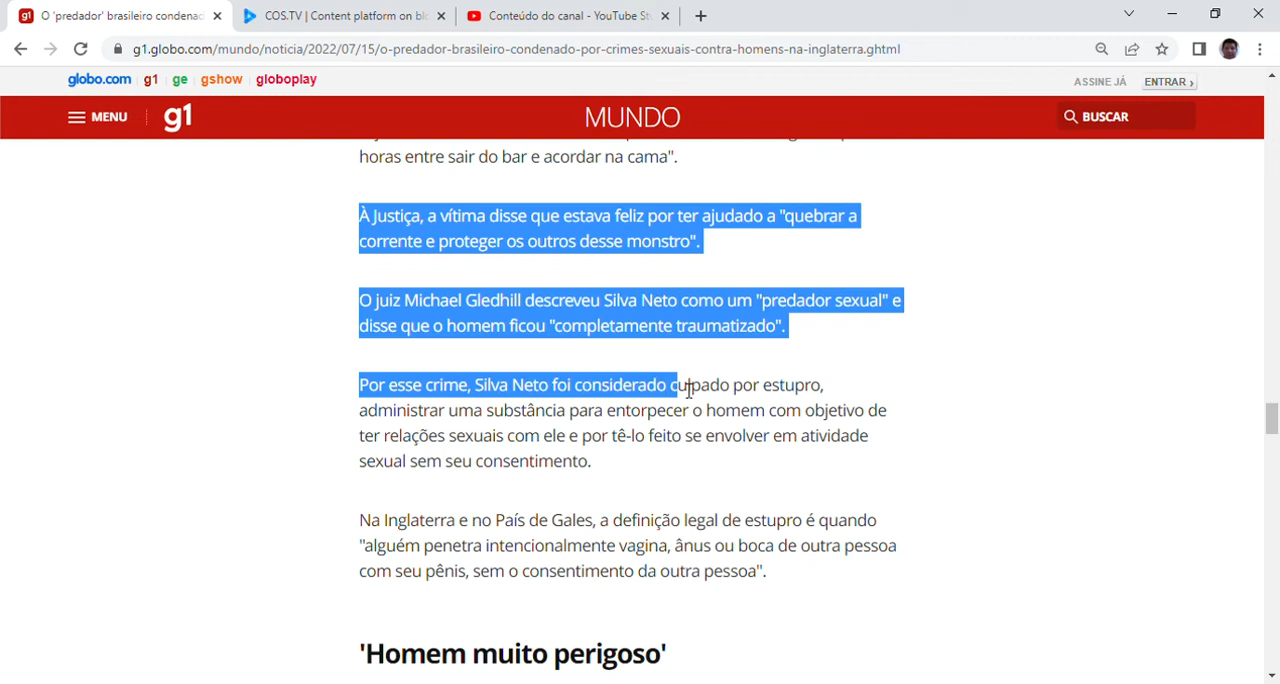 O 'predador' brasileiro condenad
COS.TV | Content platform on blo
Conteúdo do canal - YouTube St
g1.globo.com/mundo/noticia/2022/07/15/o-predador-brasileiro-condenado-por-crimes-sexuais-contra-homens-na-inglaterra.ghtml
globo.com g1 ge gshow globoplay
ASSINE JÁ ENTRAR ›
MENU g1 MUNDO BUSCAR
horas entre sair do bar e acordar na cama".
À Justiça, a vítima disse que estava feliz por ter ajudado a "quebrar a
corrente e proteger os outros desse monstro".
O juiz Michael Gledhill descreveu Silva Neto como um "predador sexual" e
disse que o homem ficou "completamente traumatizado".
Por esse crime, Silva Neto foi considerado culpado por estupro,
administrar uma substância para entorpecer o homem com objetivo de
ter relações sexuais com ele e por tê-lo feito se envolver em atividade
sexual sem seu consentimento.
Na Inglaterra e no País de Gales, a definição legal de estupro é quando
"alguém penetra intencionalmente vagina, ânus ou boca de outra pessoa
com seu pênis, sem o consentimento da outra pessoa".
'Homem muito perigoso'